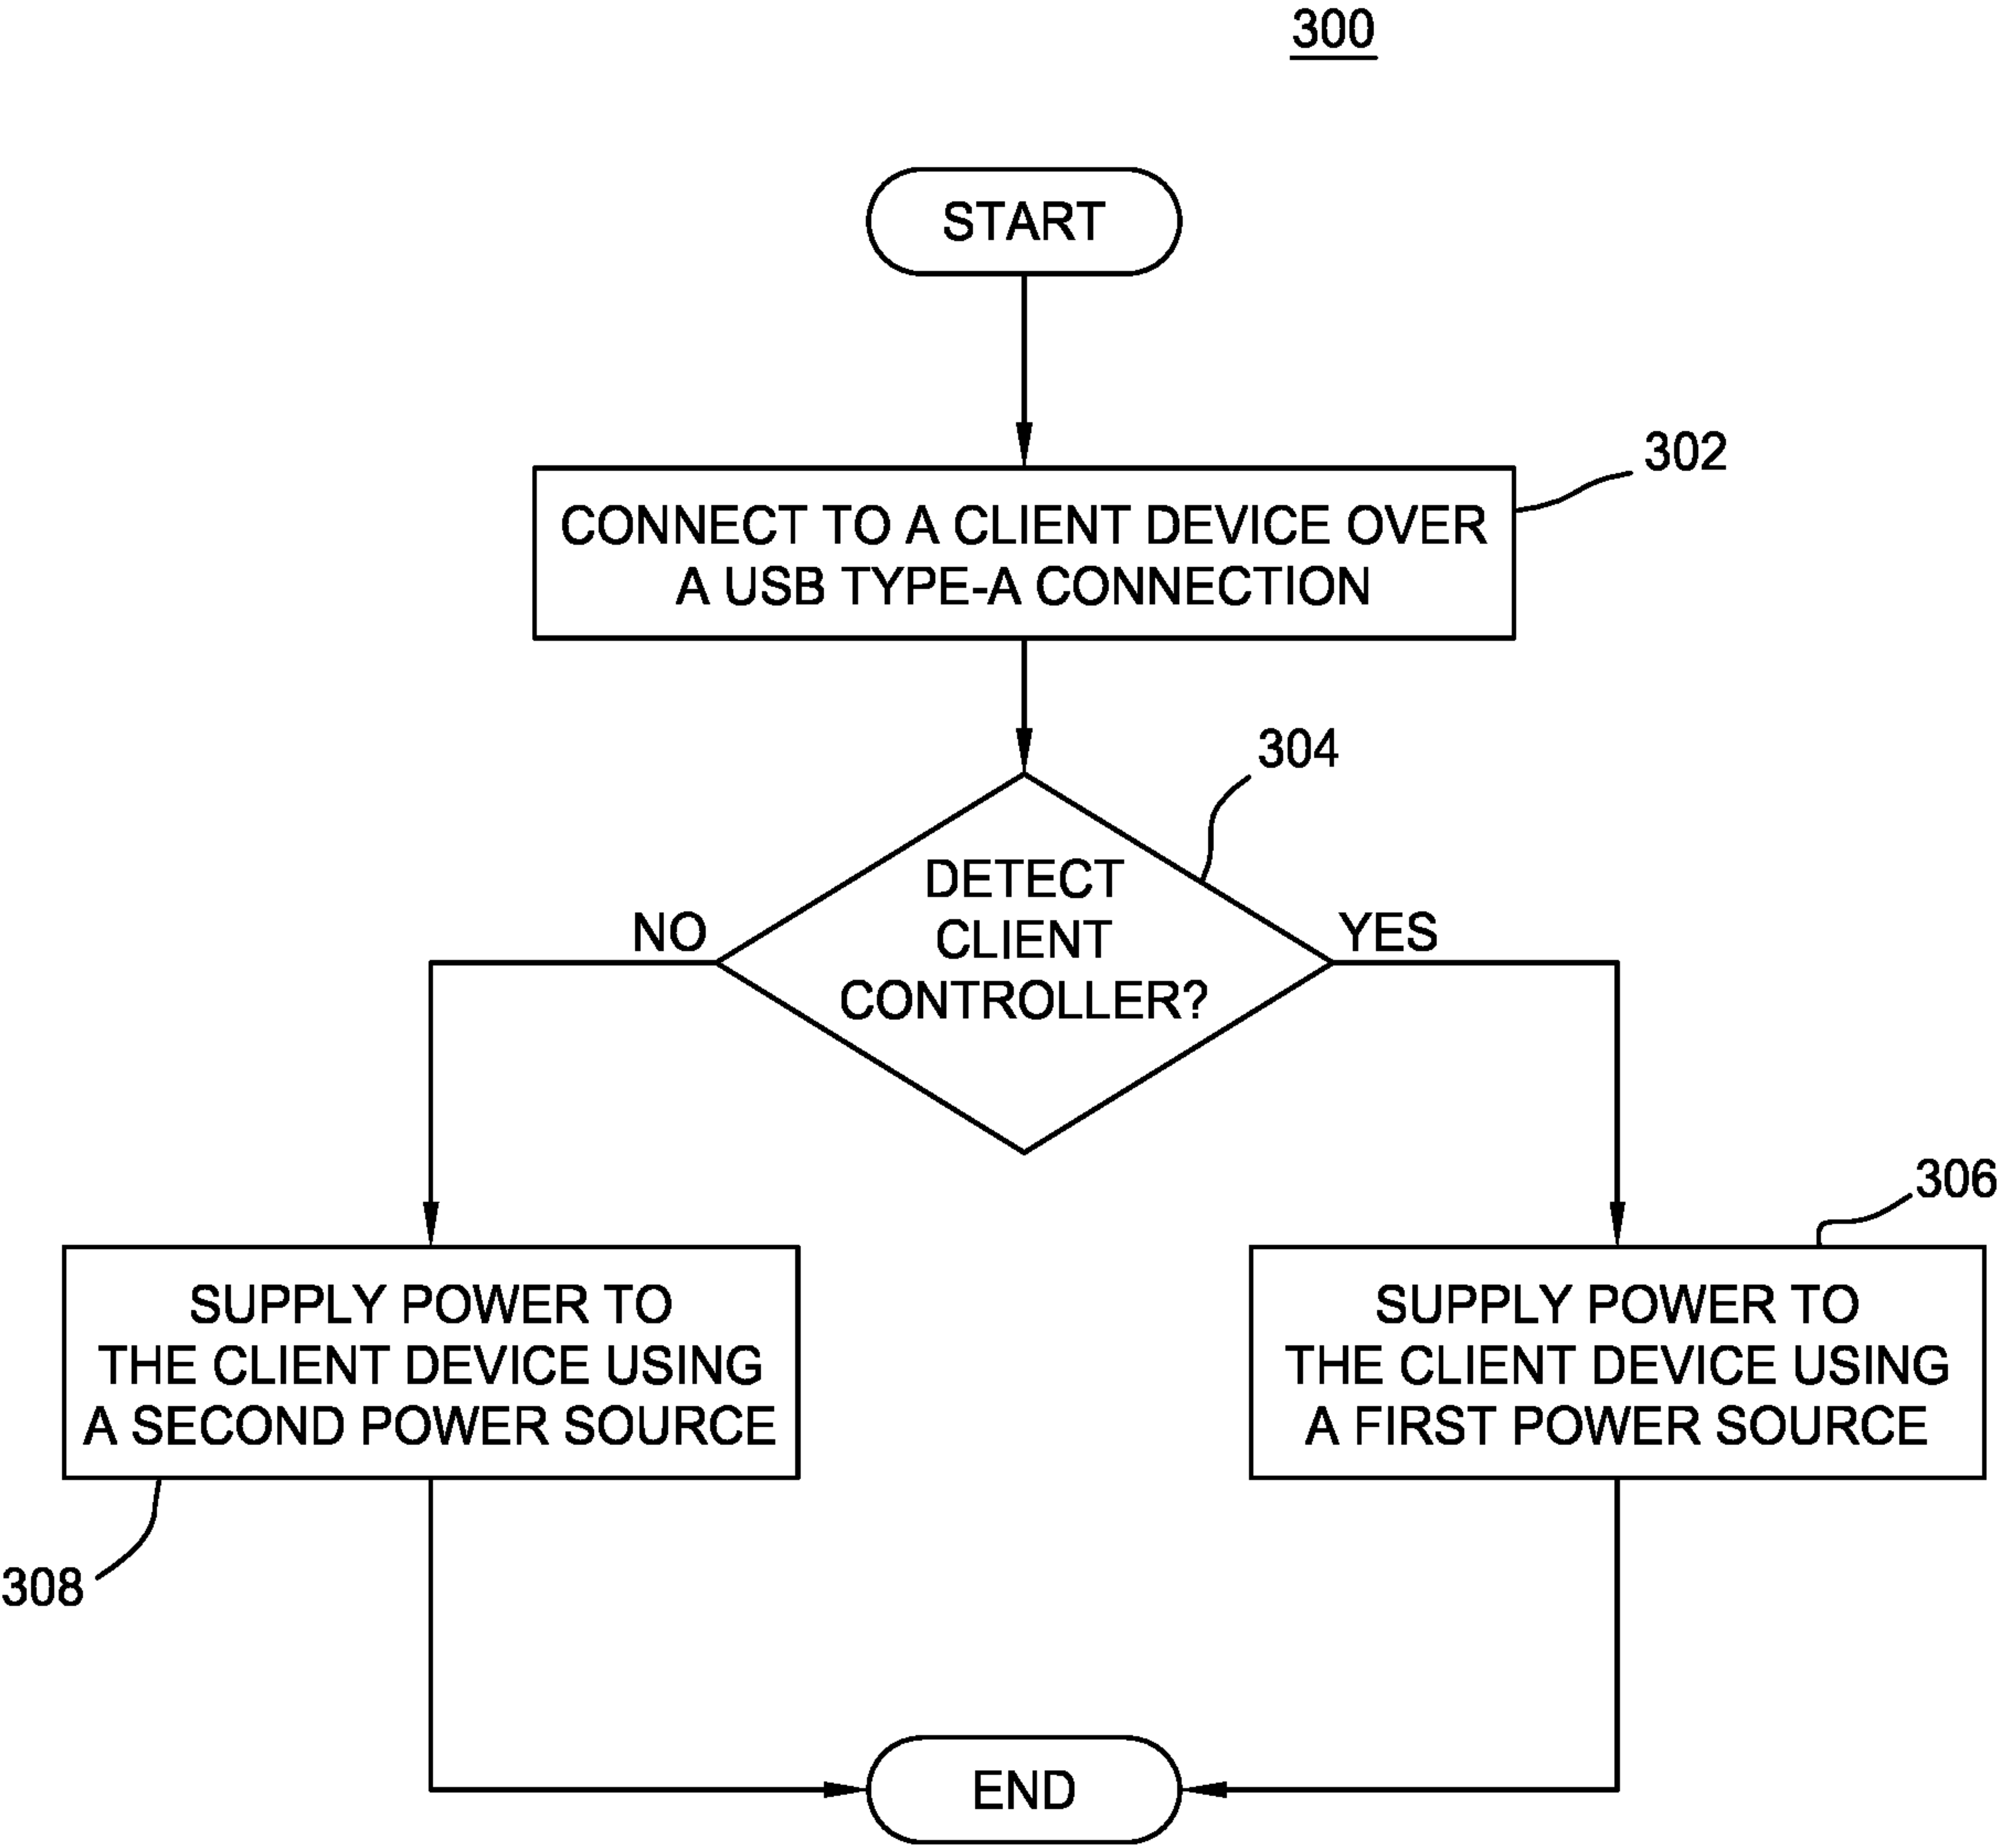 300
START
302
CONNECT TO A CLIENT DEVICE OVER
A USB TYPE-A CONNECTION
304
DETECT
CLIENT
CONTROLLER?
NO
YES
306
SUPPLY POWER TO
THE CLIENT DEVICE USING
A SECOND POWER SOURCE
SUPPLY POWER TO
THE CLIENT DEVICE USING
A FIRST POWER SOURCE
308
END